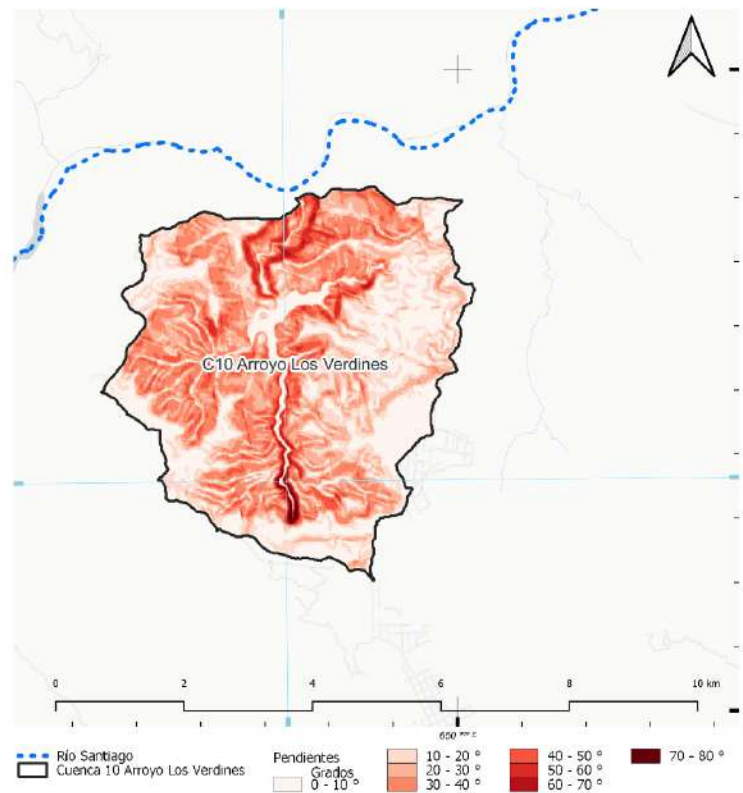 C10 Arroyo Los Verdines
0 2 4 6 8 10 km
Río Santiago
Cuenca 10 Arroyo Los Verdines
Pendientes
Grados
0 - 10 °
10 - 20 °
20 - 30 °
30 - 40 °
40 - 50 °
50 - 60 °
60 - 70 °
70 - 80 °